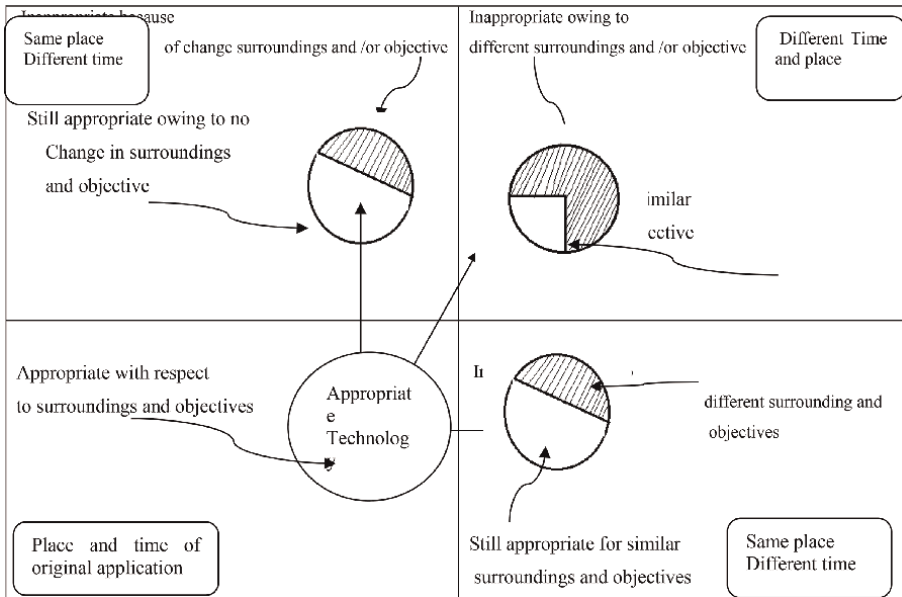 Inappropriate because
of change surroundings and /or objective
Same place
Different time
Still appropriate owing to no
Change in surroundings
and objective
Inappropriate owing to
different surroundings and /or objective
Different Time
and place
imilar
ective
Appropriate with respect
to surroundings and objectives
Appropriat
e
Technolog
y
Place and time of
original application
different surrounding and
objectives
Still appropriate for similar
surroundings and objectives
Same place
Different time